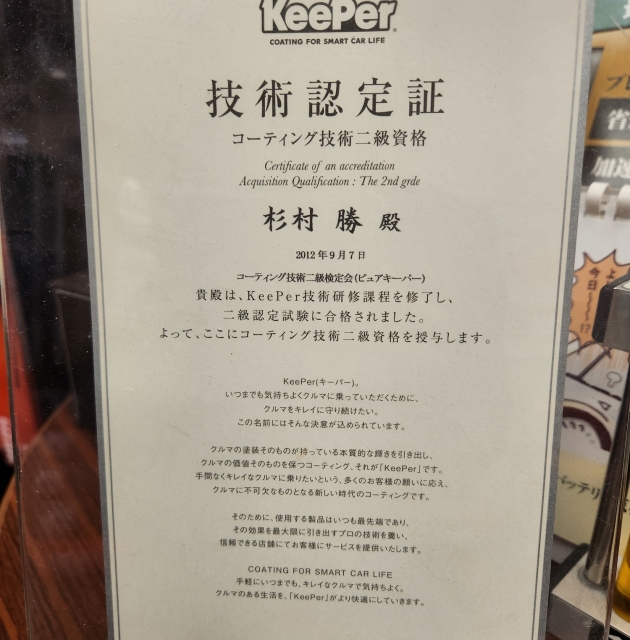 KeePer
COATING FOR SMART CAR LIFE
技術認定証
コーティング技術二級資格
Certificate of an accreditation
Acquisition Qualification : The 2nd grde
杉村 勝 殿
2012年9月7日
コーティング技術二級検定会(ピュアキーパー)
貴殿は、KeePer技術研修課程を修了し、
二級認定試験に合格されました。
よって、ここにコーティング技術二級資格を授与します。
KeePer(キーパー)。
いつまでも気持ちよくクルマに乗っていただくために、
クルマをキレイに守り続けたい。
この名前にはそんな決意が込められています。
クルマの塗装そのものが持っている本質的な輝きを引き出し、
クルマの価値そのものを保つコーティング、それが「KeePer」です。
手間なくキレイなクルマに乗りたいという、多くのお客様の願いに応え、
クルマに不可欠なものとなる新しい時代のコーティングです。
そのために、使用する製品はいつも最先端であり、
その効果を最大限に引き出すプロの技術を養い、
信頼できる店舗にてお客様にサービスを提供いたします。
COATING FOR SMART CAR LIFE
手軽にいつまでも、キレイなクルマで気持ちよく。
クルマのある生活を、「KeePer」がより快適にしていきます。
プレ
省
加速
よ
今日
〜!?
バッテリ